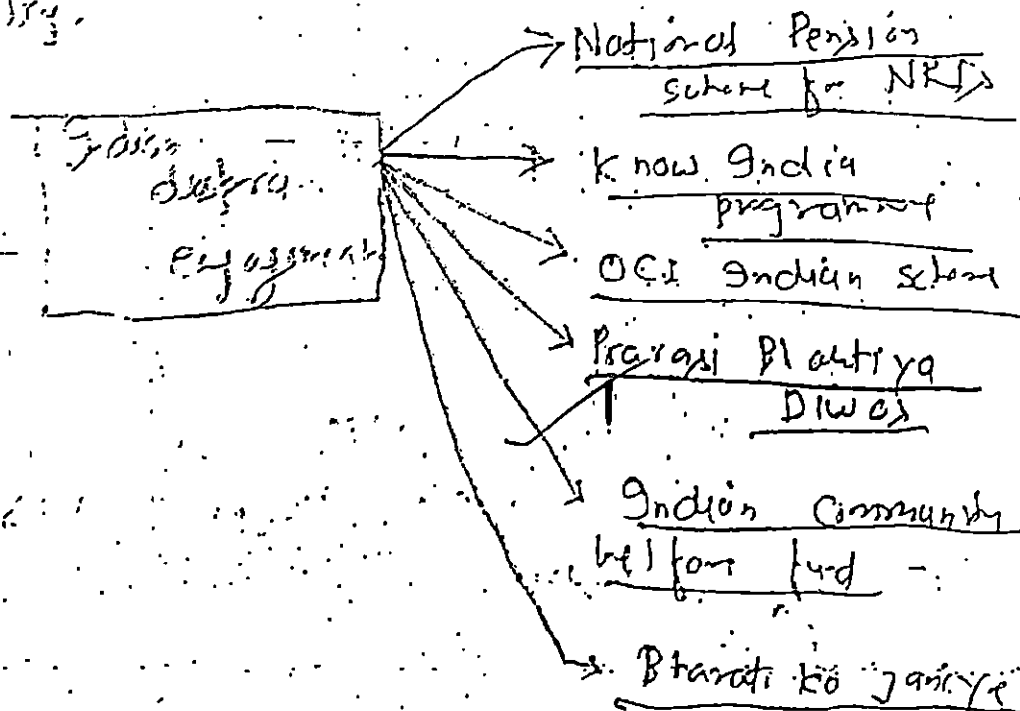 Indian
diaspora
engagement
National Pension
scheme for NRIs
Know India
programme
OCI Indian scheme
Pravasi Bhartiya
Diwas
Indian Community
welfare fund
Bharat ko janiye